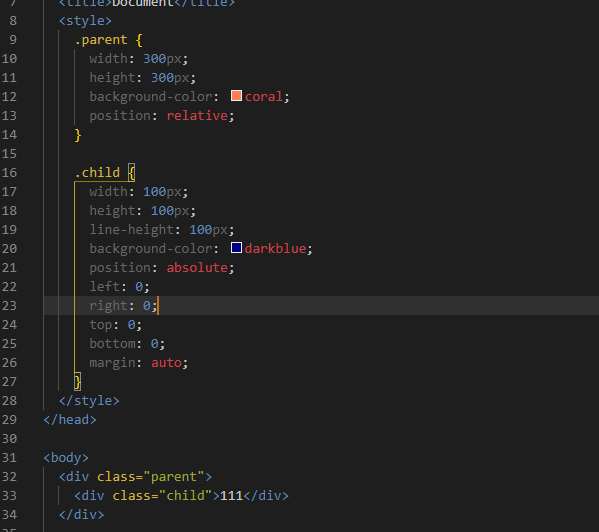 7 <title>Document</title>
8 <style>
9 .parent {
10 width: 300px;
11 height: 300px;
12 background-color: coral;
13 position: relative;
14 }
15
16 .child {
17 width: 100px;
18 height: 100px;
19 line-height: 100px;
20 background-color: darkblue;
21 position: absolute;
22 left: 0;
23 right: 0;
24 top: 0;
25 bottom: 0;
26 margin: auto;
27 }
28 </style>
29 </head>
30
31 <body>
32 <div class="parent">
33 <div class="child">111</div>
34 </div>